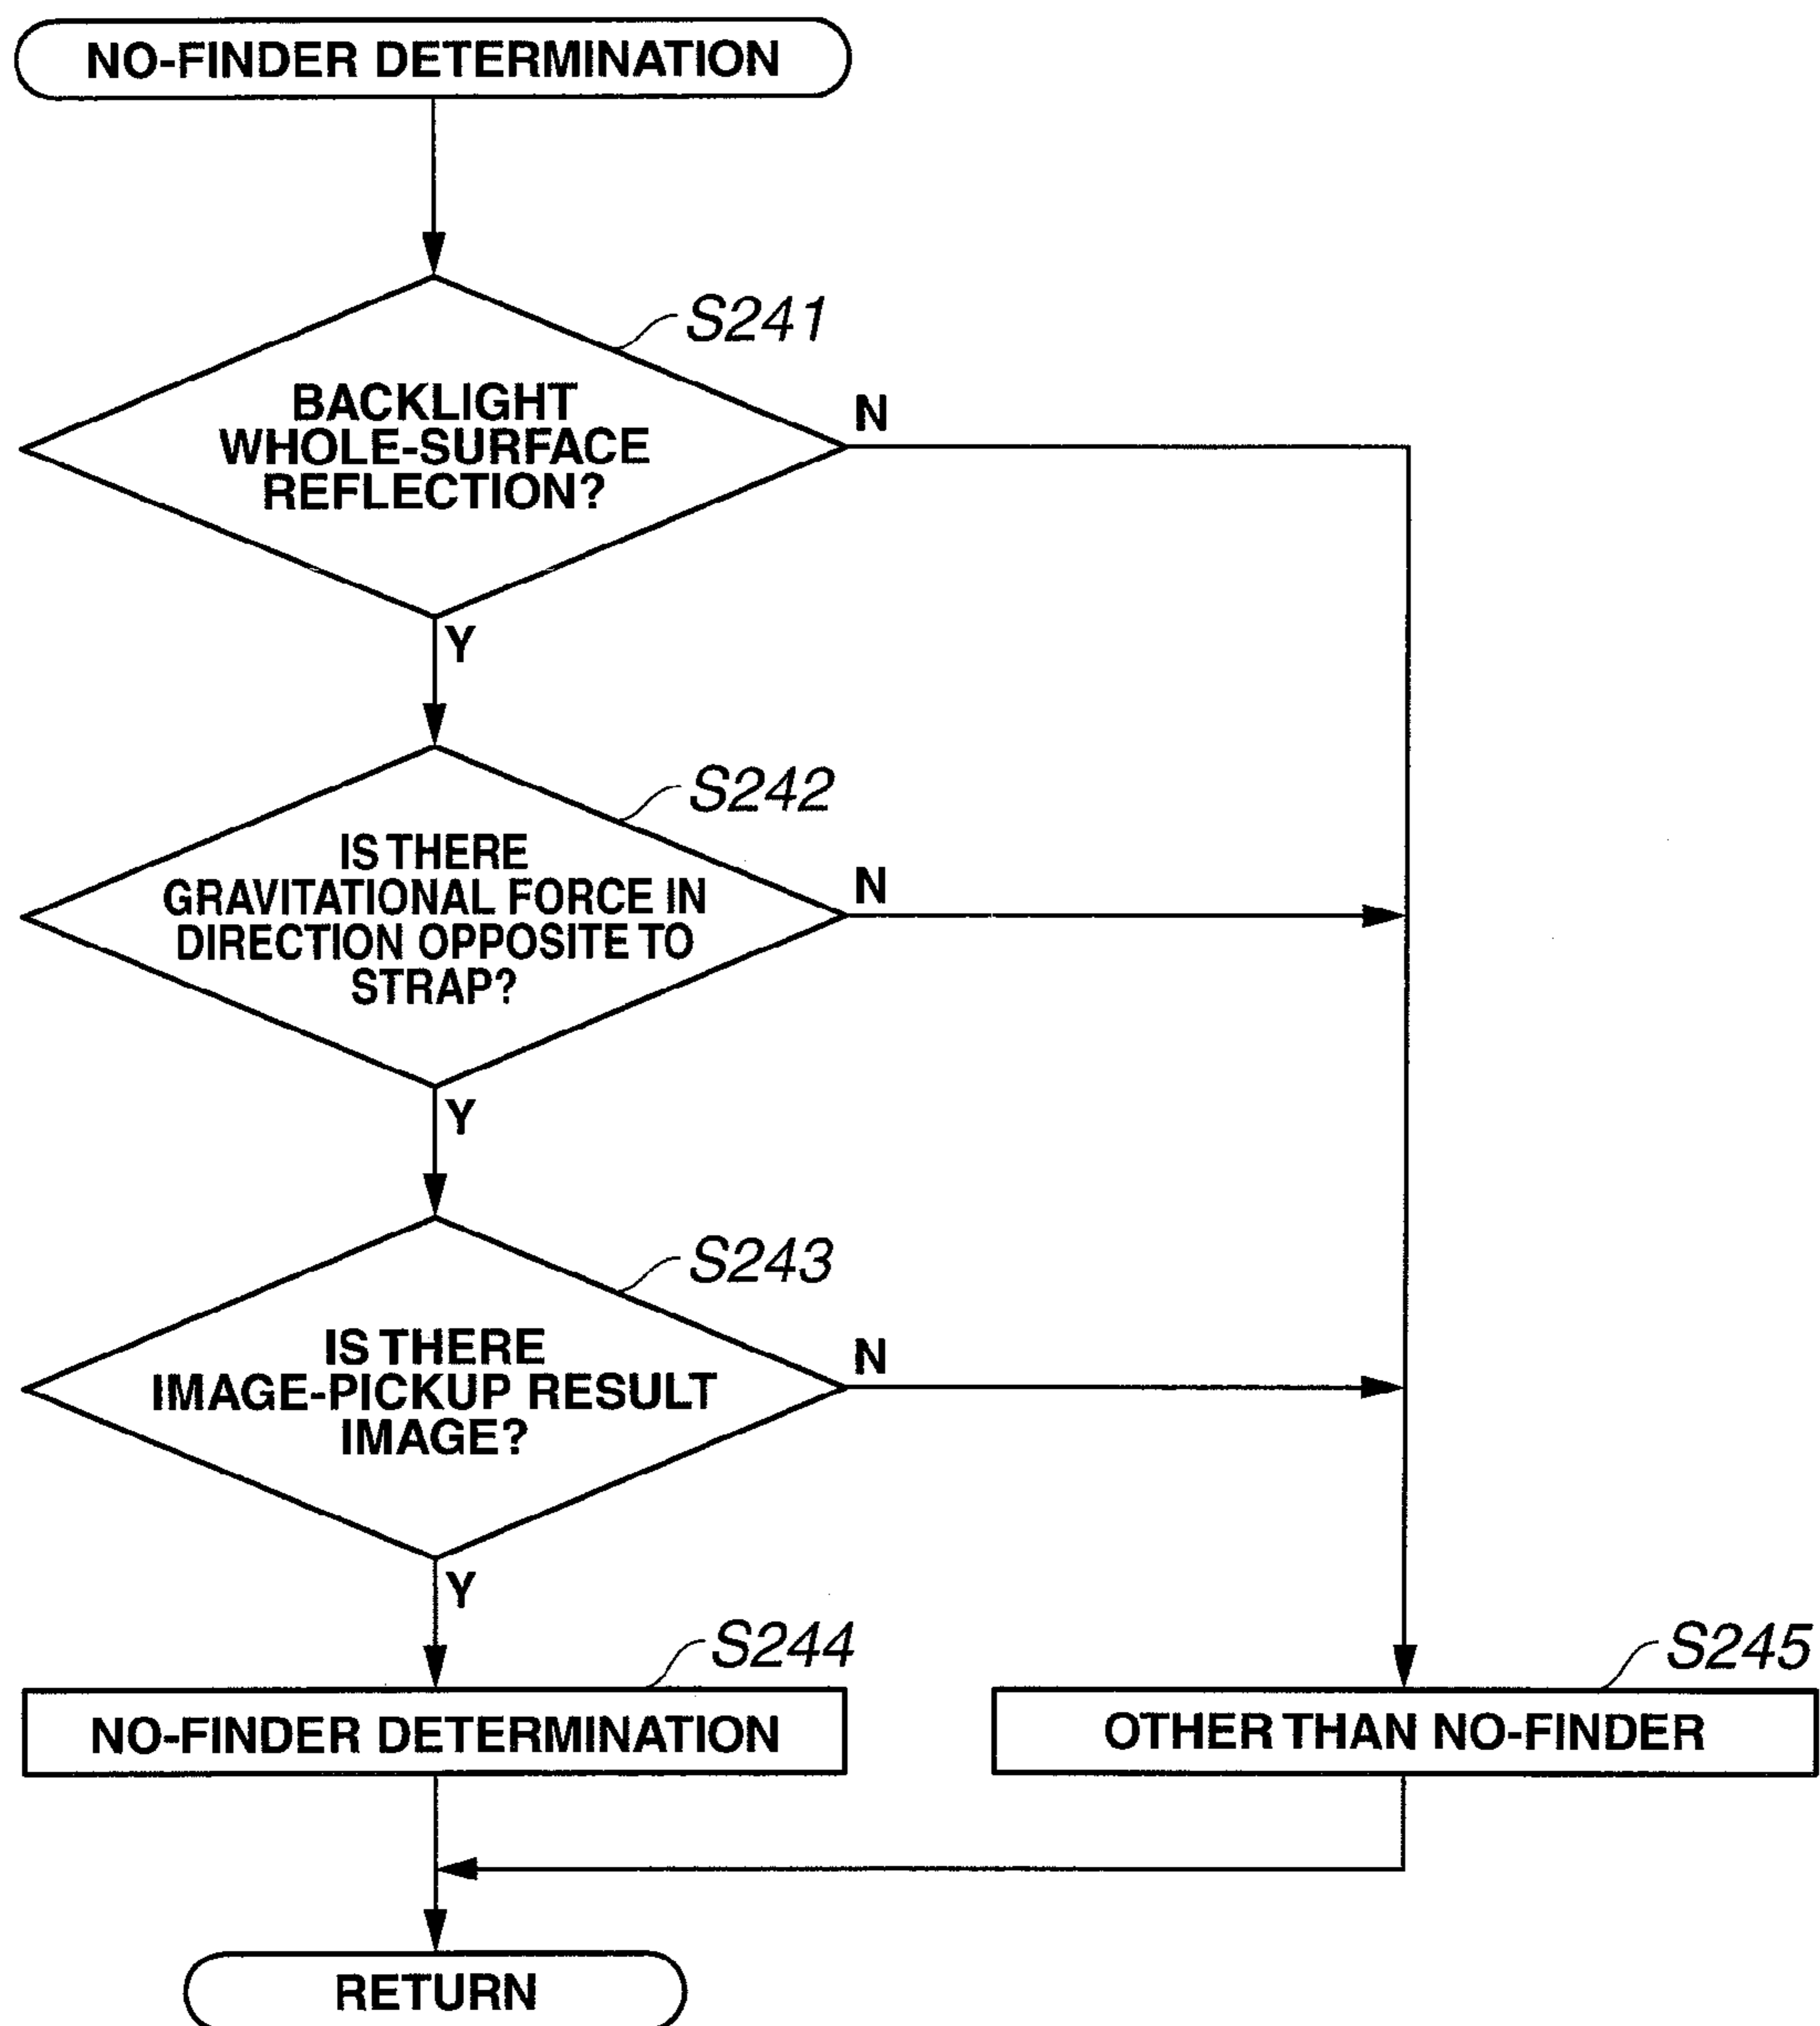 NO-FINDER DETERMINATION
S241
BACKLIGHT
WHOLE-SURFACE
REFLECTION?
N
Y
S242
IS THERE
GRAVITATIONAL FORCE IN
DIRECTION OPPOSITE TO
STRAP?
N
Y
S243
IS THERE
IMAGE-PICKUP RESULT
IMAGE?
N
Y
S244
NO-FINDER DETERMINATION
S245
OTHER THAN NO-FINDER
RETURN